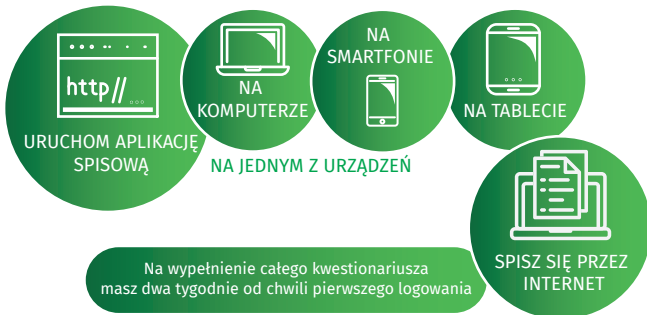 http//
URUCHOM APLIKACJĘ
SPISOWĄ
NA
KOMPUTERZE
NA
SMARTFONIE
NA TABLECIE
NA JEDNYM Z URZĄDZEŃ
SPISZ SIĘ PRZEZ
INTERNET
Na wypełnienie całego kwestionariusza
masz dwa tygodnie od chwili pierwszego logowania